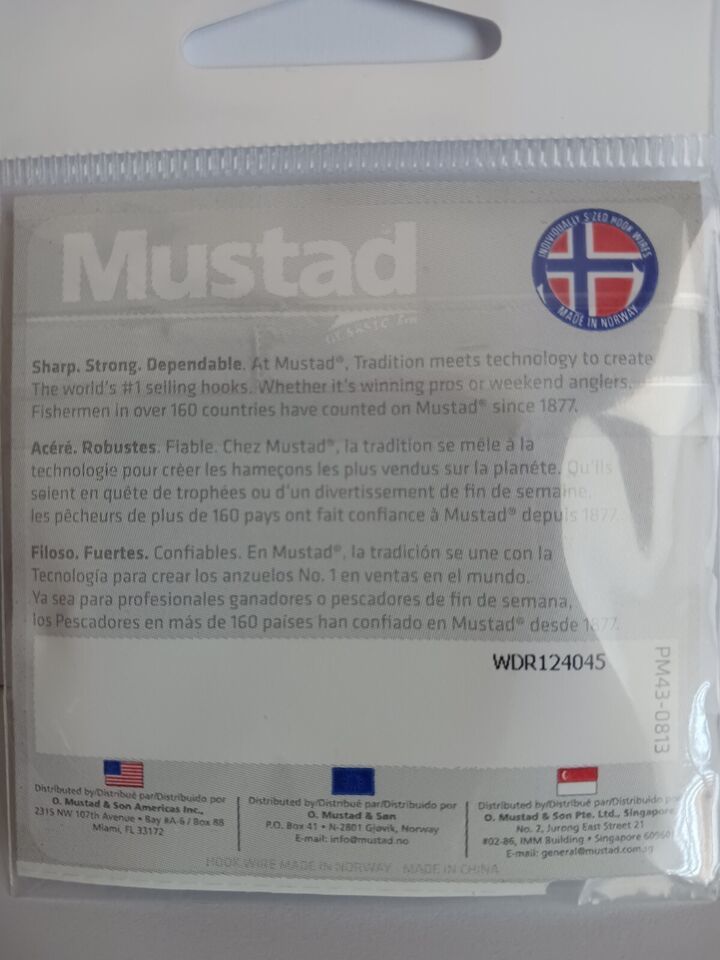 Mustad
INDIVIDUALLY SIZED HOOK WIRES
MADE IN NORWAY
Sharp. Strong. Dependable. At Mustad®, Tradition meets technology to create
The world's #1 selling hooks. Whether it's winning pros or weekend anglers.
Fishermen in over 160 countries have counted on Mustad® since 1877.
Acéré. Robustes. Fiable. Chez Mustad®, la tradition se mêle à la
technologie pour créer les hameçons les plus vendus sur la planéte. Qu'ils
saient en quête de trophées ou d'un divertissement de fin de semaine,
les pêcheurs de plus de 160 pays ont fait confiance à Mustad® depuis 1877.
Filoso. Fuertes. Confiables. En Mustad®, la tradición se une con la
Tecnología para crear los anzuelos No. 1 en ventas en el mundo.
Ya sea para profesionales ganadores o pescadores de fin de semana,
los Pescadores en más de 160 países han confiado en Mustad® desde 1877.
WDR124045
PM43-0813
Distributed by/Distribué par/Distribuido por
O. Mustad & Son Americas Inc.,
2315 NW 107th Avenue • Bay #A-6 / Box 88
Miami, FL 33172
Distributed by/Distribué par/Distribuido por
O. Mustad & Søn
P.O. Box 41 • N-2801 Gjøvik, Norway
E-mail: info@mustad.no
Distributed by/Distribué par/Distribuido por
O. Mustad & Son Pte. Ltd., Singapore
No. 2, Jurong East Street 21
#02-86, IMM Building • Singapore
E-mail: general@mustad.com.sg
HOOK WIRE MADE IN NORWAY - MADE IN CHINA